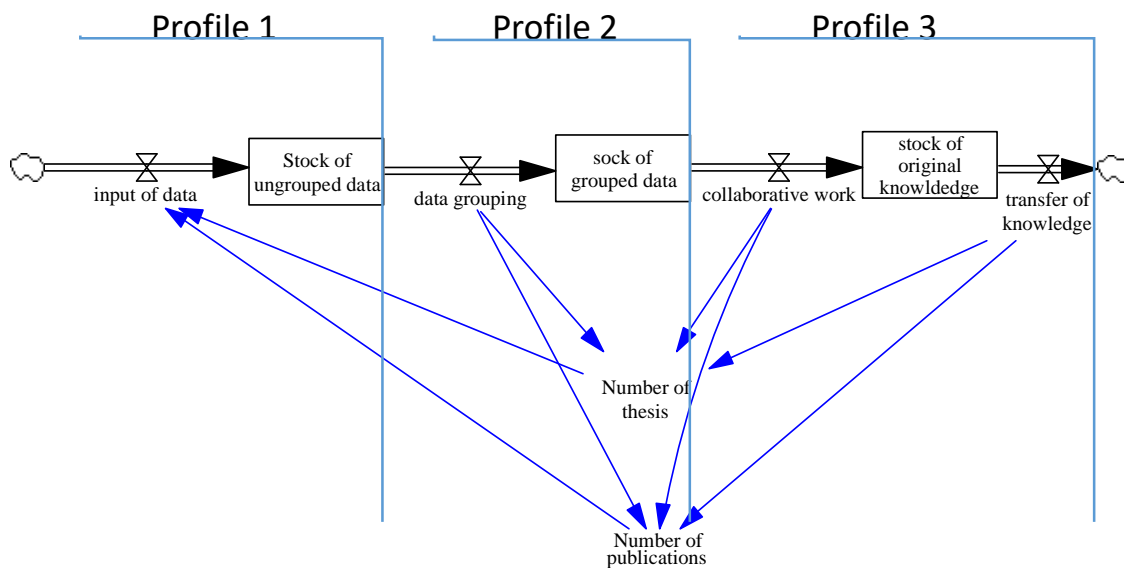 Profile 1
Profile 2
Profile 3
Stock of
ungrouped data
sock of
grouped data
stock of
original
knowldedge
input of data
data grouping
collaborative work
transfer of
knowledge
Number of
thesis
Number of
publications